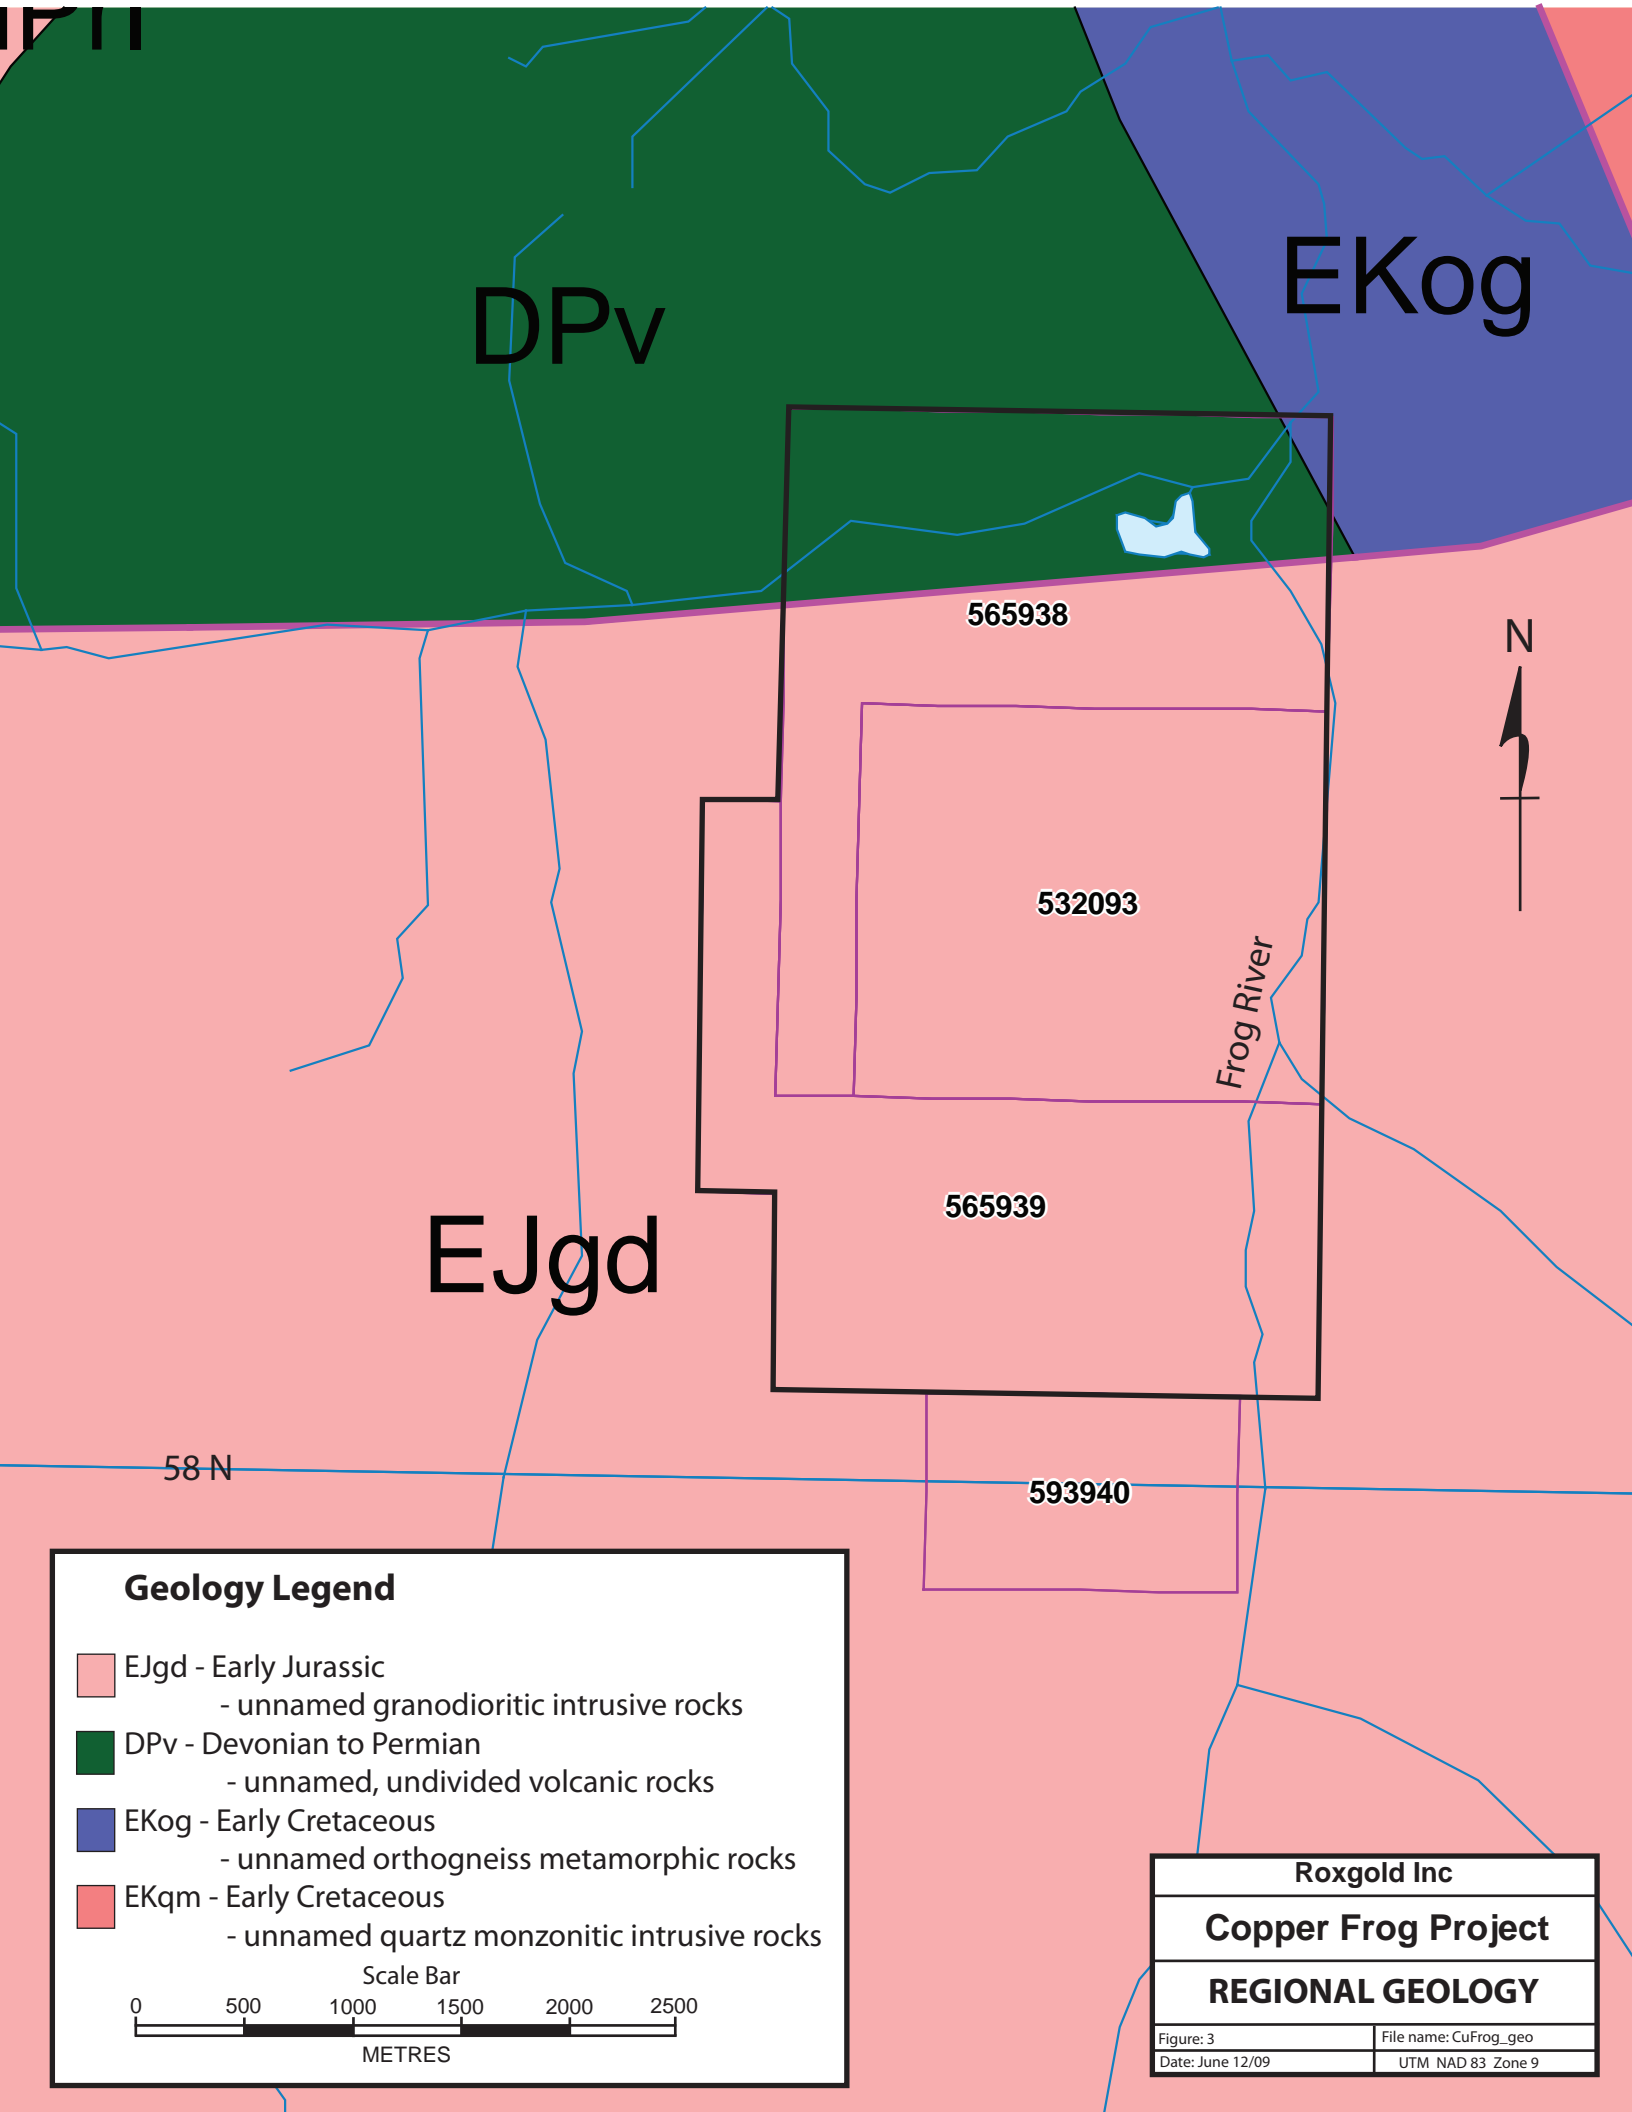 EKog
DPv
565938
N
532093
Frog River
565939
EJgd
58 N
593940
Geology Legend
EJgd - Early Jurassic
- unnamed granodioritic intrusive rocks
DPv - Devonian to Permian
- unnamed, undivided volcanic rocks
EKog - Early Cretaceous
- unnamed orthogneiss metamorphic rocks
EKqm - Early Cretaceous
- unnamed quartz monzonitic intrusive rocks
Scale Bar
0 500 1000 1500 2000 2500
METRES
Roxgold Inc
Copper Frog Project
REGIONAL GEOLOGY
Figure: 3
File name: CuFrog_geo
Date: June 12/09
UTM NAD 83 Zone 9